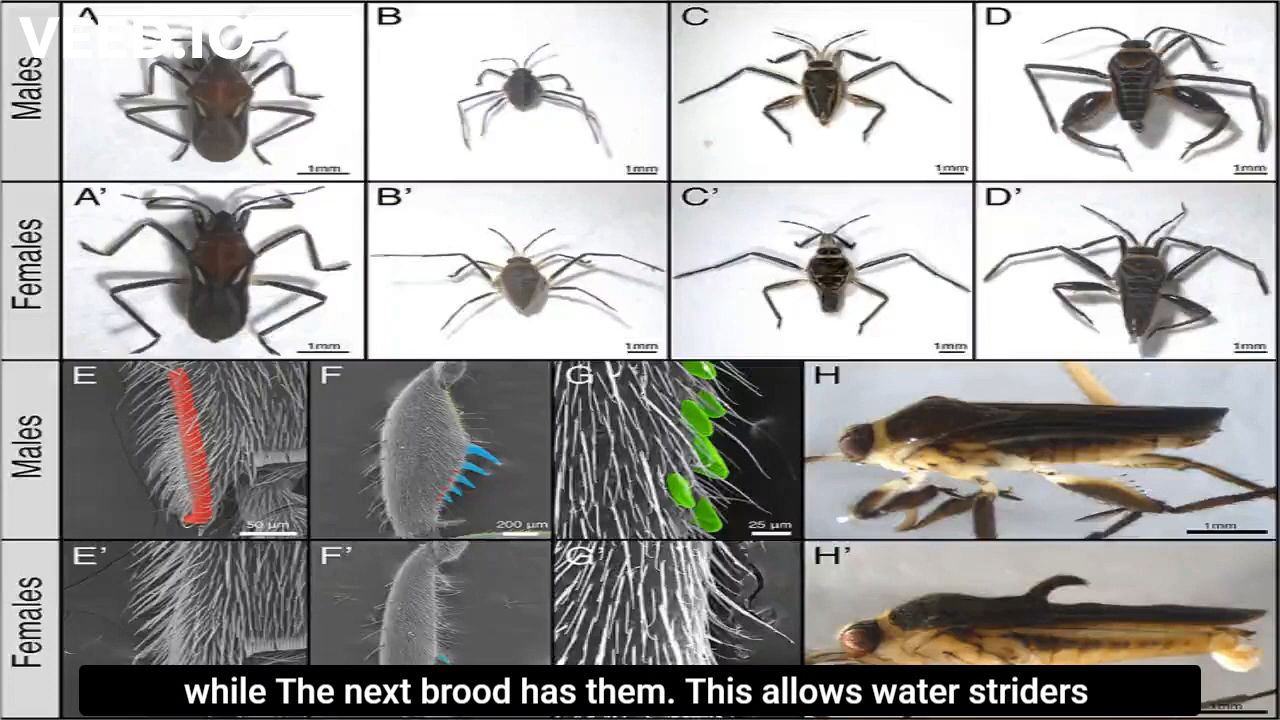 VEED.IO
A
B
C
D
Males
1mm
1mm
1mm
1mm
A'
B'
C'
D'
Females
1mm
1mm
1mm
1mm
E
F
G
H
Males
50 µm
200 µm
25 µm
1mm
E'
F'
G'
H'
Females
while The next brood has them. This allows water striders
1mm